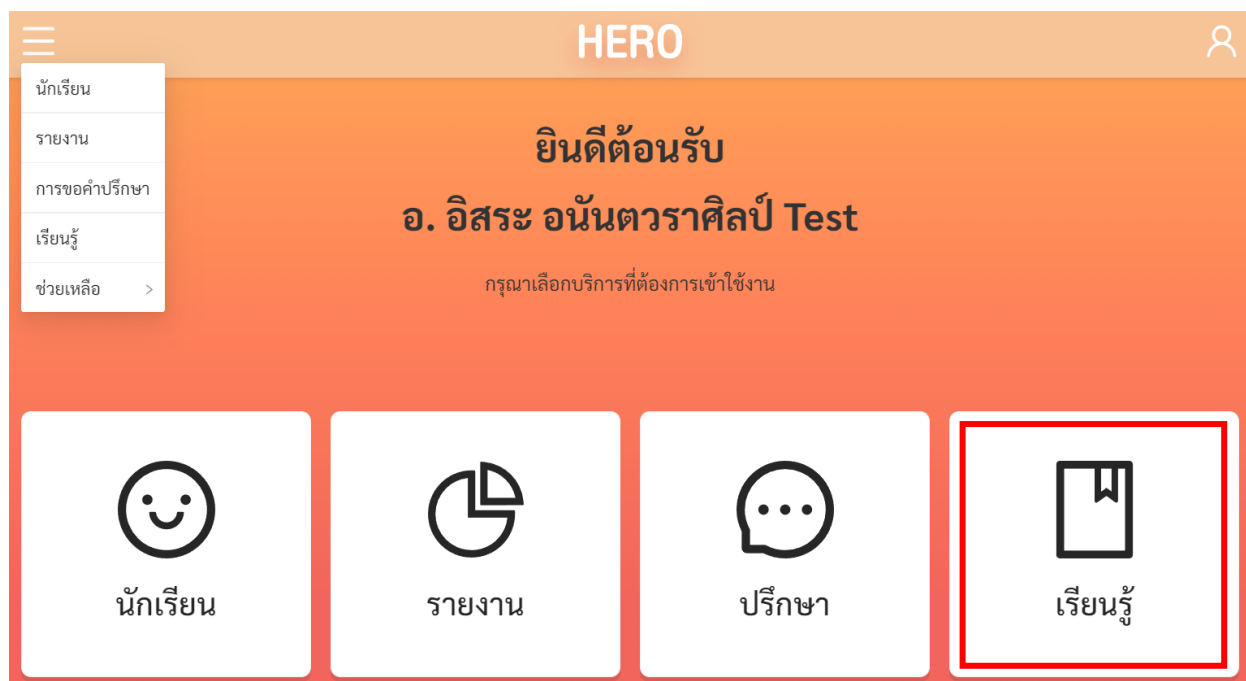 HERO
นักเรียน
รายงาน
การขอคำปรึกษา
เรียนรู้
ช่วยเหลือ >
ยินดีต้อนรับ
อ. อิสระ อนันตวราศิลป์ Test
กรุณาเลือกบริการที่ต้องการเข้าใช้งาน
นักเรียน
รายงาน
ปรึกษา
เรียนรู้